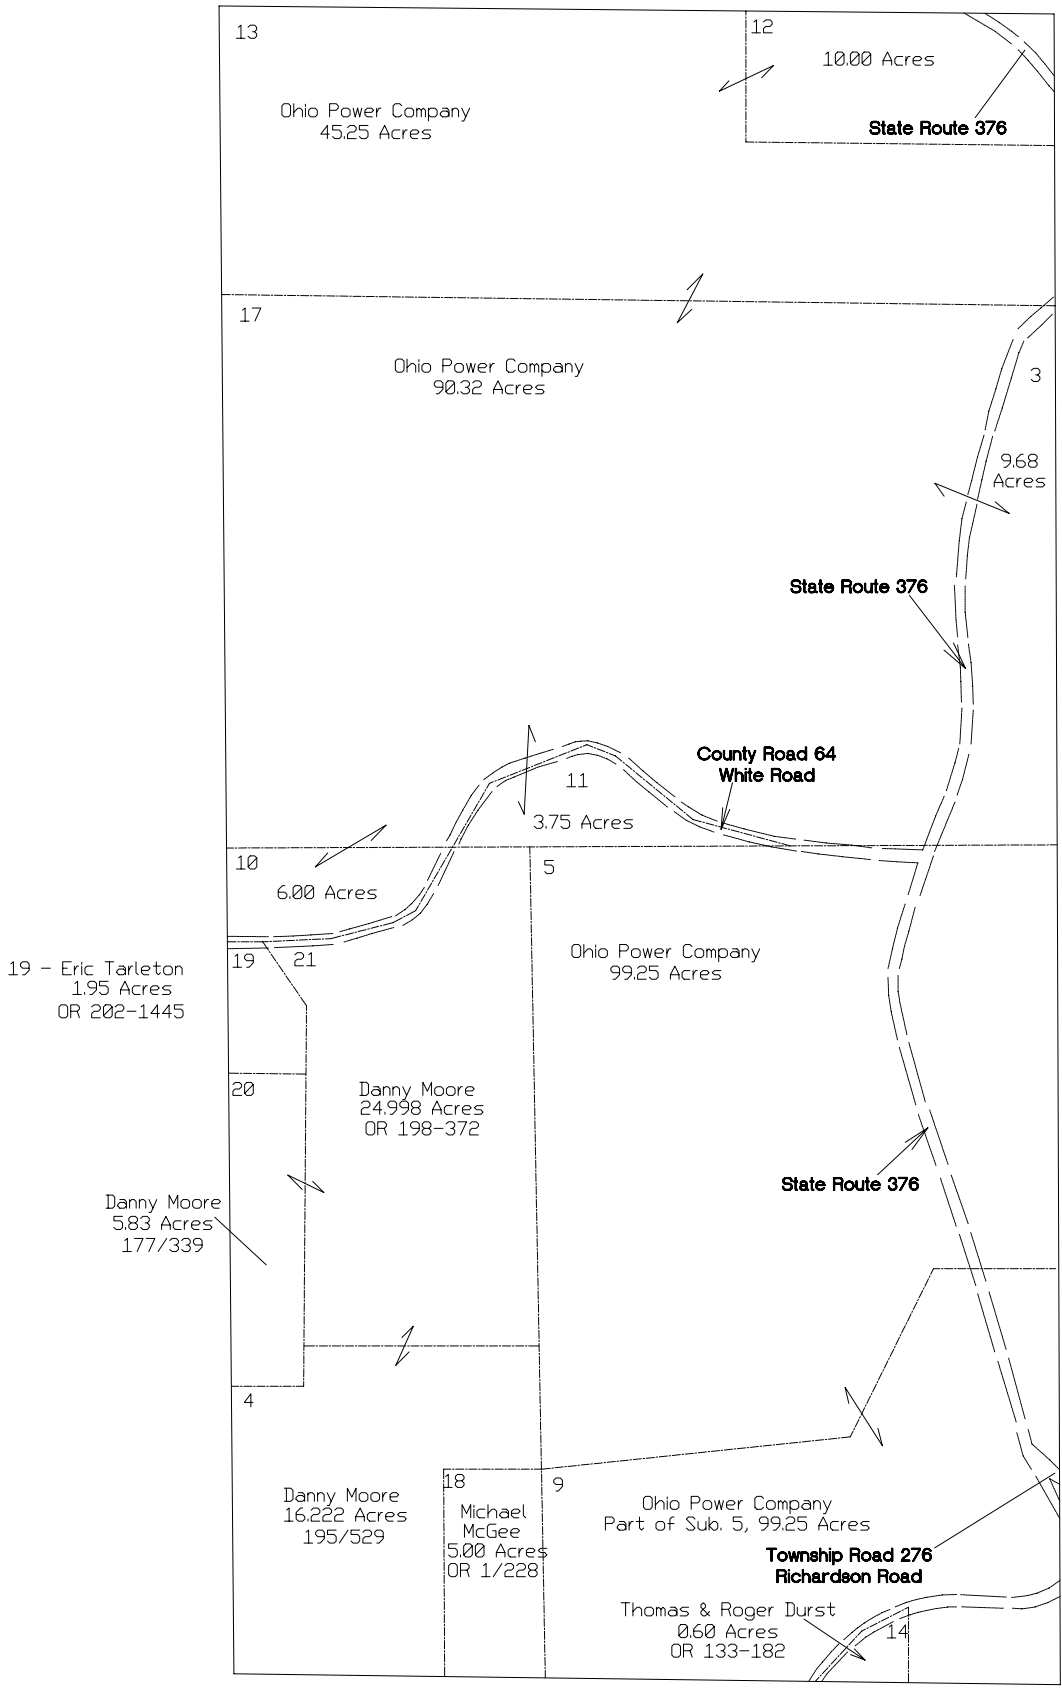 13
12
10.00 Acres
Ohio Power Company
45.25 Acres
State Route 376
17
Ohio Power Company
90.32 Acres
3
9.68
Acres
State Route 376
County Road 64
White Road
11
3.75 Acres
10
5
6.00 Acres
Ohio Power Company
99.25 Acres
19
21
19 - Eric Tarleton
1.95 Acres
OR 202-1445
20
Danny Moore
24.998 Acres
OR 198-372
State Route 376
Danny Moore
5.83 Acres
177/339
4
18
9
Danny Moore
16.222 Acres
195/529
Michael
McGee
5.00 Acres
OR 1/228
Ohio Power Company
Part of Sub. 5, 99.25 Acres
Township Road 276
Richardson Road
Thomas & Roger Durst
0.60 Acres
OR 133-182
14